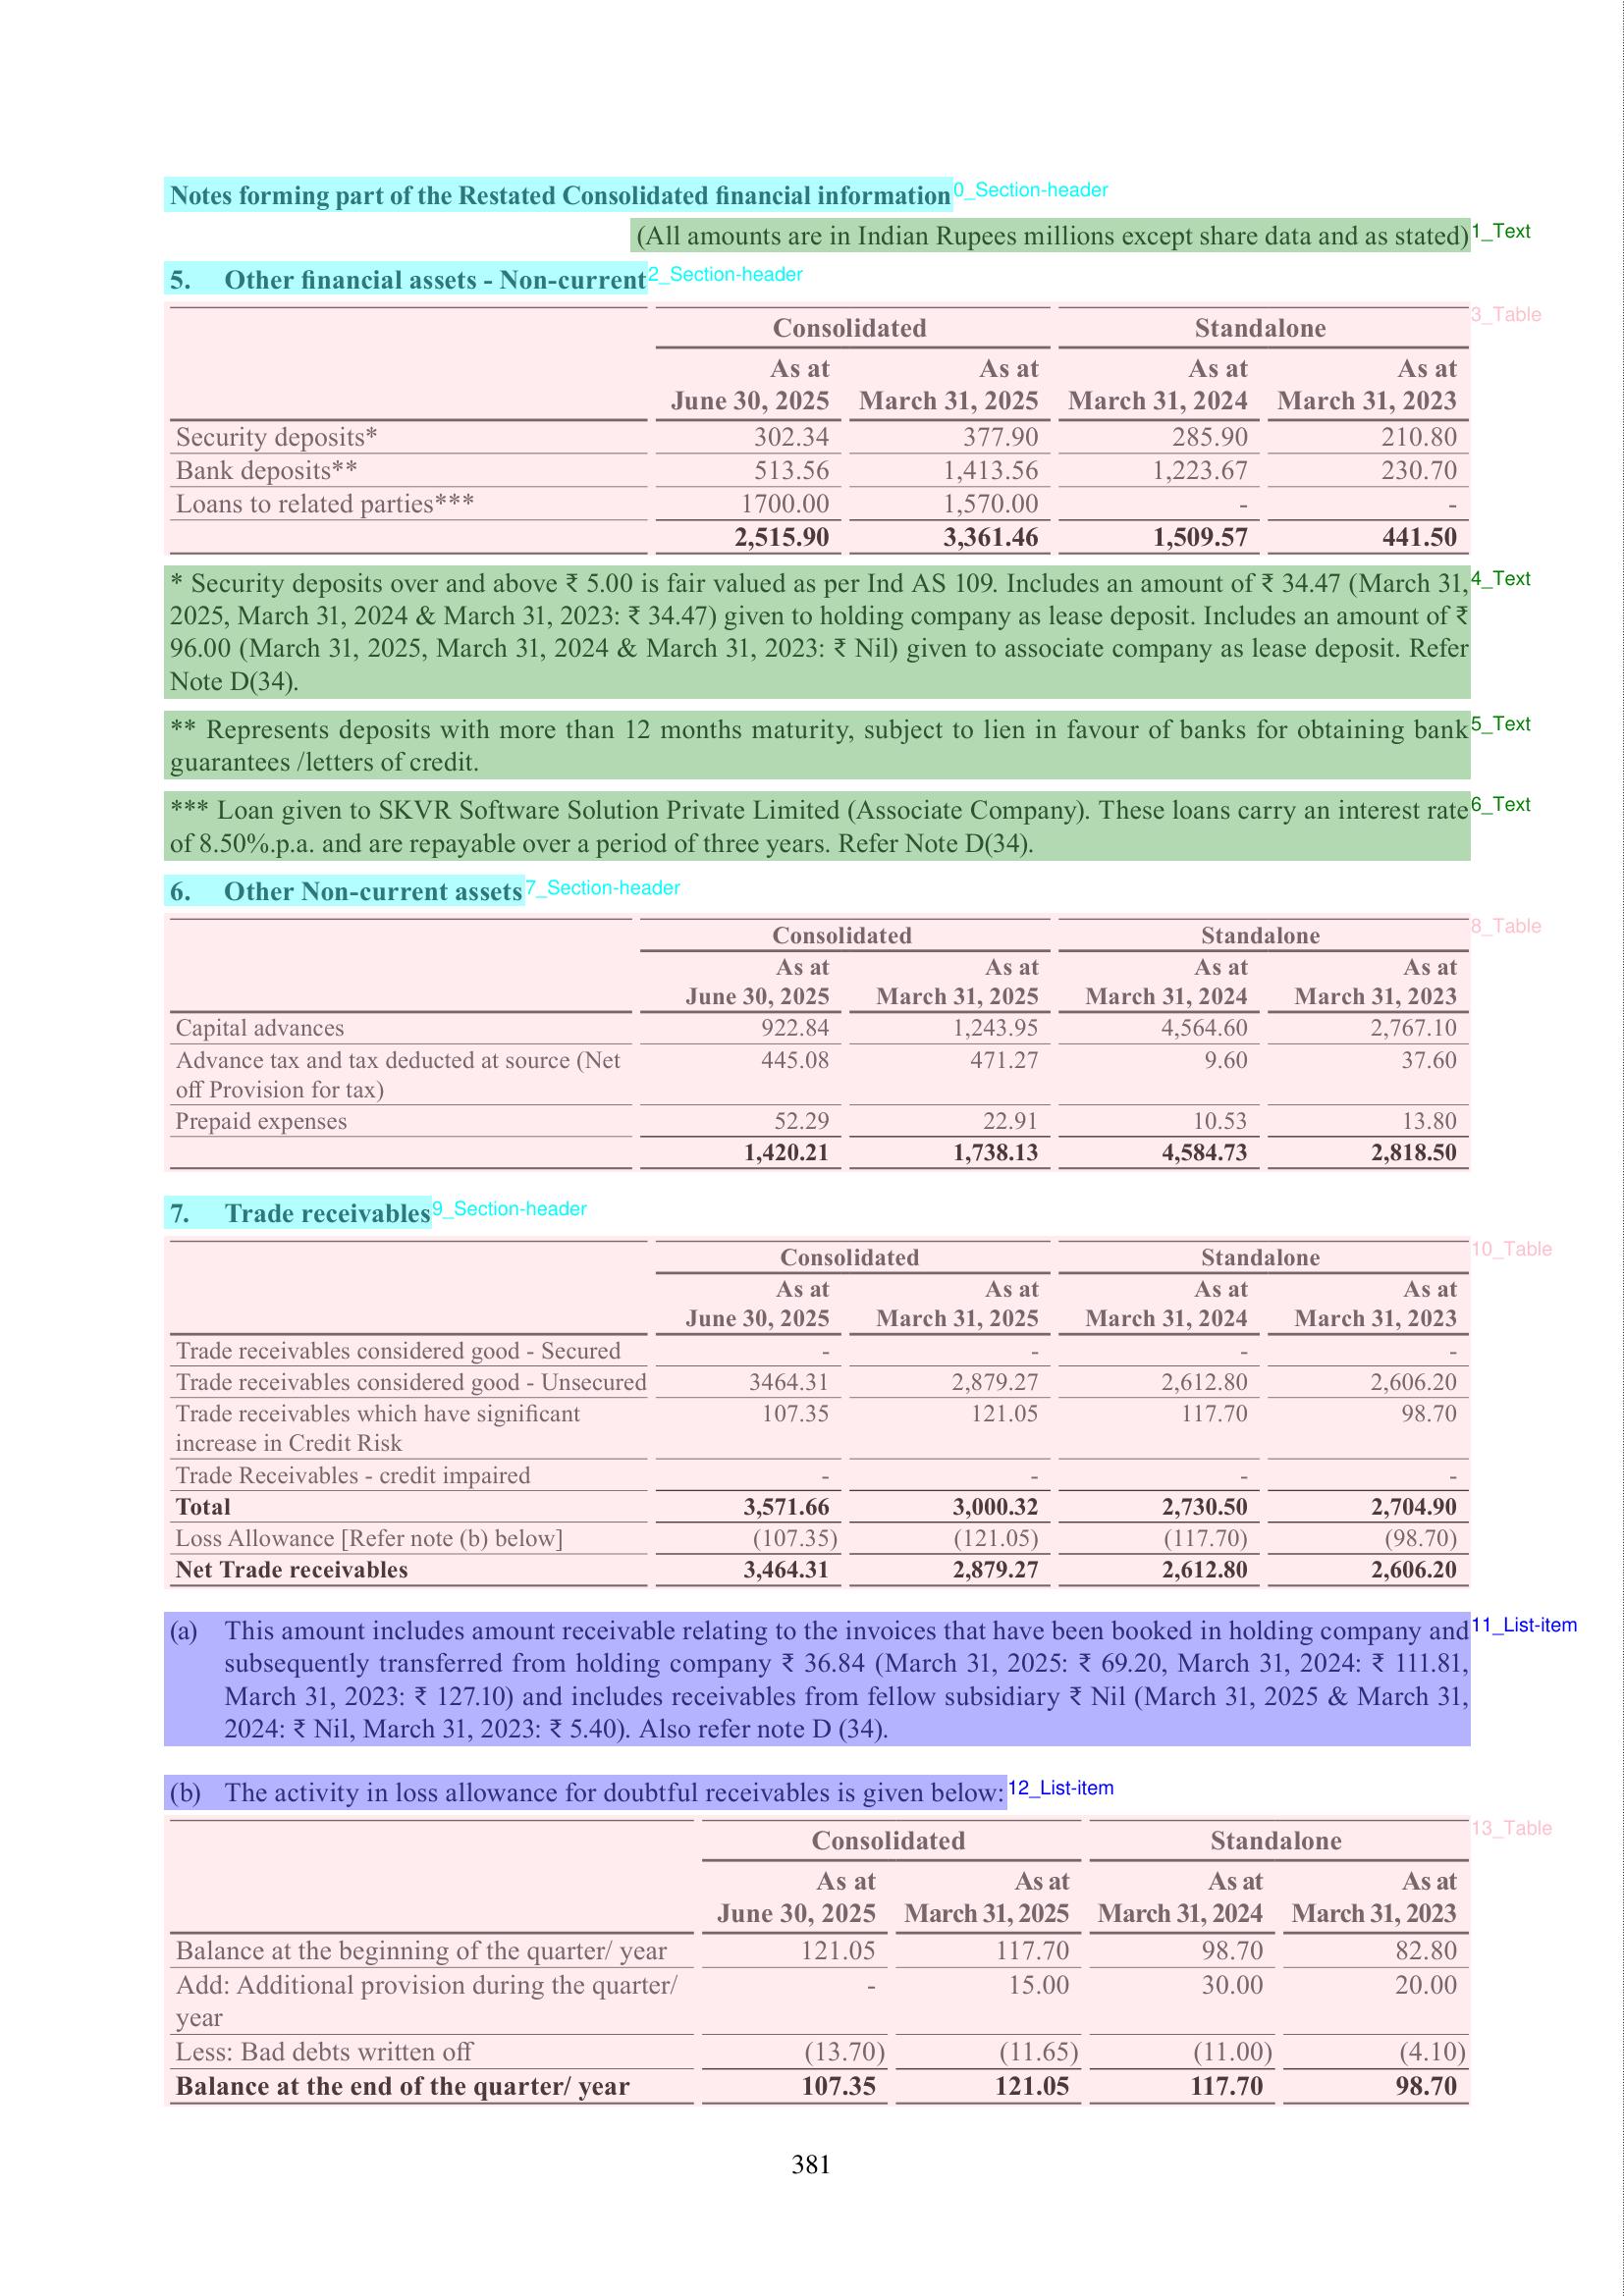 Notes forming part of the Restated Consolidated financial information 0_Section-header
(All amounts are in Indian Rupees millions except share data and as stated) 1_Text
5. Other financial assets - Non-current 2_Section-header
3_Table
Consolidated Standalone
As at As at As at As at
June 30, 2025 March 31, 2025 March 31, 2024 March 31, 2023
Security deposits* 302.34 377.90 285.90 210.80
Bank deposits** 513.56 1,413.56 1,223.67 230.70
Loans to related parties*** 1700.00 1,570.00 - -
2,515.90 3,361.46 1,509.57 441.50
* Security deposits over and above ₹ 5.00 is fair valued as per Ind AS 109. Includes an amount of ₹ 34.47 (March 31, 4_Text
2025, March 31, 2024 & March 31, 2023: ₹ 34.47) given to holding company as lease deposit. Includes an amount of ₹
96.00 (March 31, 2025, March 31, 2024 & March 31, 2023: ₹ Nil) given to associate company as lease deposit. Refer
Note D(34).
** Represents deposits with more than 12 months maturity, subject to lien in favour of banks for obtaining bank 5_Text
guarantees /letters of credit.
*** Loan given to SKVR Software Solution Private Limited (Associate Company). These loans carry an interest rate 6_Text
of 8.50%.p.a. and are repayable over a period of three years. Refer Note D(34).
6. Other Non-current assets 7_Section-header
8_Table
Consolidated Standalone
As at As at As at As at
June 30, 2025 March 31, 2025 March 31, 2024 March 31, 2023
Capital advances 922.84 1,243.95 4,564.60 2,767.10
Advance tax and tax deducted at source (Net 445.08 471.27 9.60 37.60
off Provision for tax)
Prepaid expenses 52.29 22.91 10.53 13.80
1,420.21 1,738.13 4,584.73 2,818.50
7. Trade receivables 9_Section-header
10_Table
Consolidated Standalone
As at As at As at As at
June 30, 2025 March 31, 2025 March 31, 2024 March 31, 2023
Trade receivables considered good - Secured - - - -
Trade receivables considered good - Unsecured 3464.31 2,879.27 2,612.80 2,606.20
Trade receivables which have significant 107.35 121.05 117.70 98.70
increase in Credit Risk
Trade Receivables - credit impaired - - - -
Total 3,571.66 3,000.32 2,730.50 2,704.90
Loss Allowance [Refer note (b) below] (107.35) (121.05) (117.70) (98.70)
Net Trade receivables 3,464.31 2,879.27 2,612.80 2,606.20
(a) This amount includes amount receivable relating to the invoices that have been booked in holding company and 11_List-item
subsequently transferred from holding company ₹ 36.84 (March 31, 2025: ₹ 69.20, March 31, 2024: ₹ 111.81,
March 31, 2023: ₹ 127.10) and includes receivables from fellow subsidiary ₹ Nil (March 31, 2025 & March 31,
2024: ₹ Nil, March 31, 2023: ₹ 5.40). Also refer note D (34).
(b) The activity in loss allowance for doubtful receivables is given below: 12_List-item
13_Table
Consolidated Standalone
As at As at As at As at
June 30, 2025 March 31, 2025 March 31, 2024 March 31, 2023
Balance at the beginning of the quarter/ year 121.05 117.70 98.70 82.80
Add: Additional provision during the quarter/ - 15.00 30.00 20.00
year
Less: Bad debts written off (13.70) (11.65) (11.00) (4.10)
Balance at the end of the quarter/ year 107.35 121.05 117.70 98.70
381